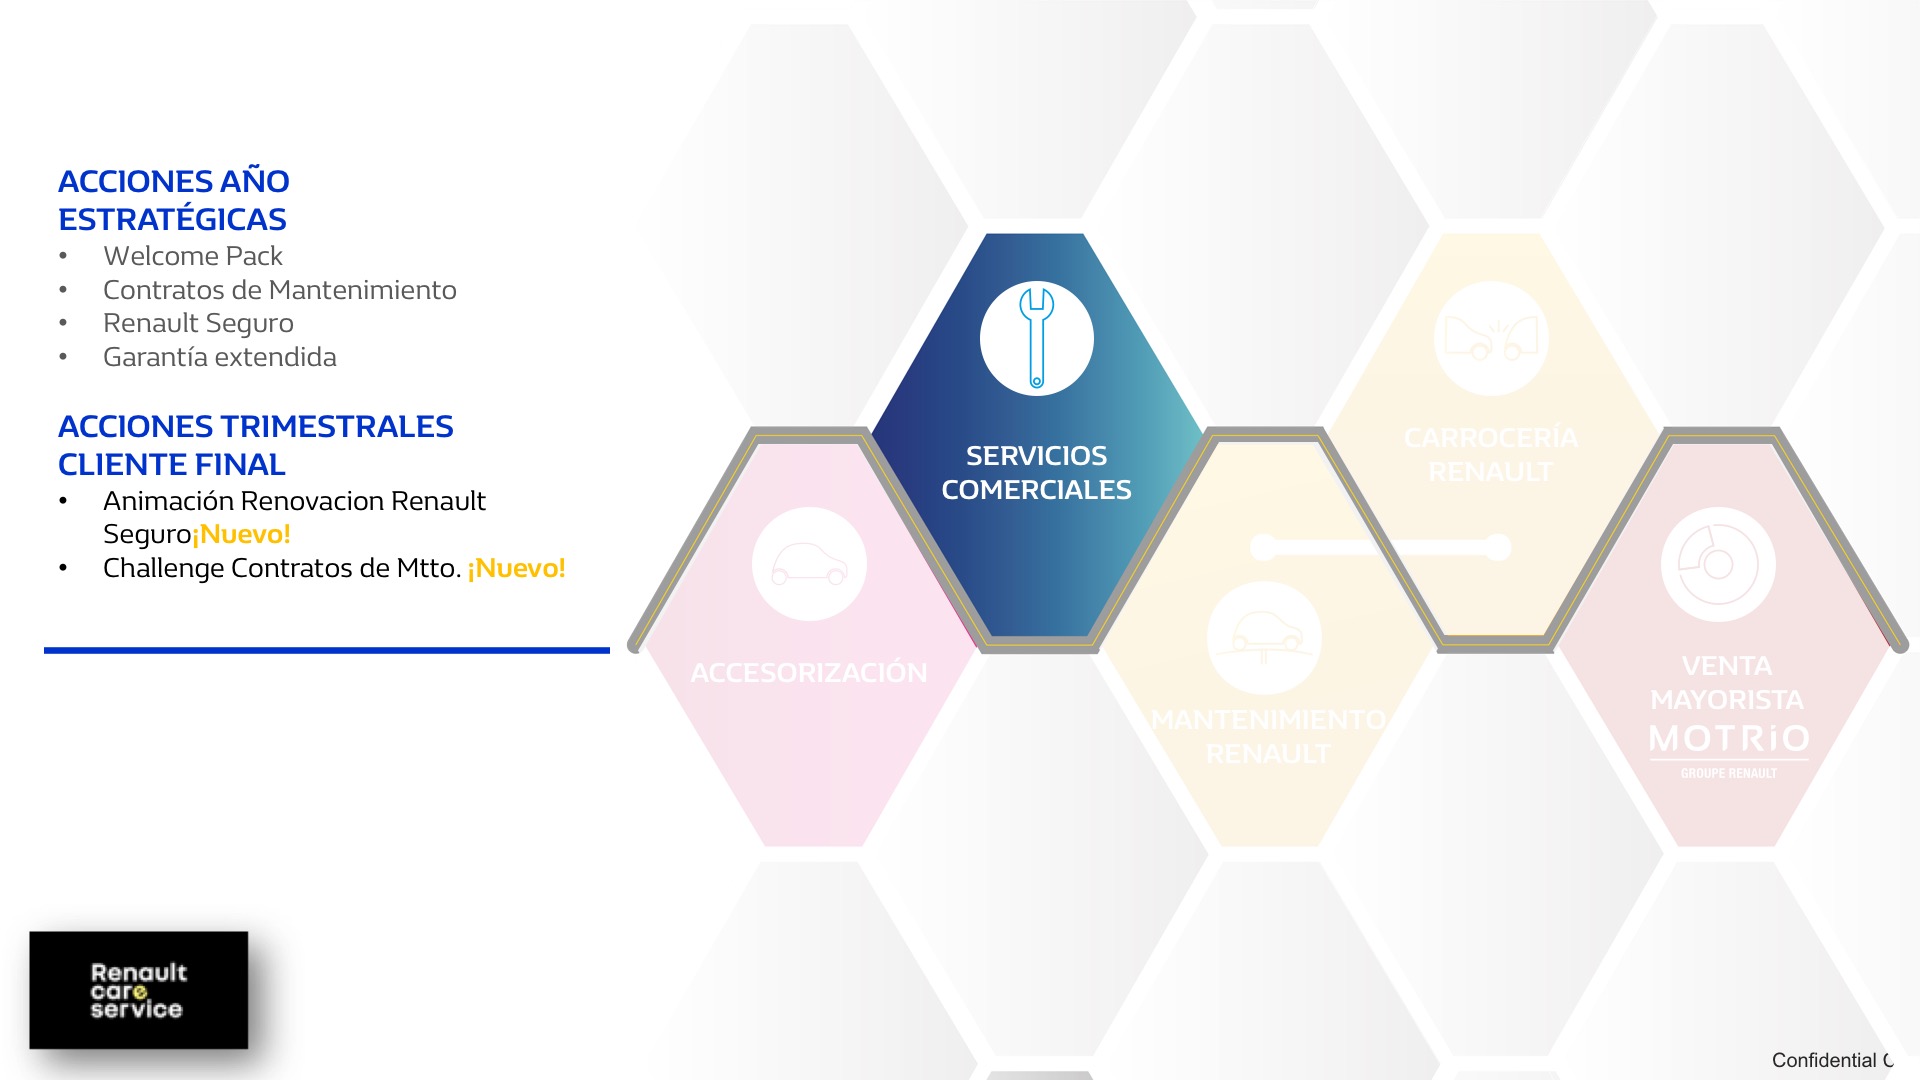 ACCIONES AÑO
ESTRATÉGICAS
• Welcome Pack
• Contratos de Mantenimiento
• Renault Seguro
• Garantía extendida
ACCIONES TRIMESTRALES
CLIENTE FINAL
• Animación Renovacion Renault
Seguro¡Nuevo!
• Challenge Contratos de Mtto. ¡Nuevo!
SERVICIOS
COMERCIALES
CARROCERÍA
RENAULT
ACCESORIZACIÓN
MANTENIMIENTO
RENAULT
VENTA
MAYORISTA
MOTRiO
GROUPE RENAULT
Renault
care
service
Confidential C